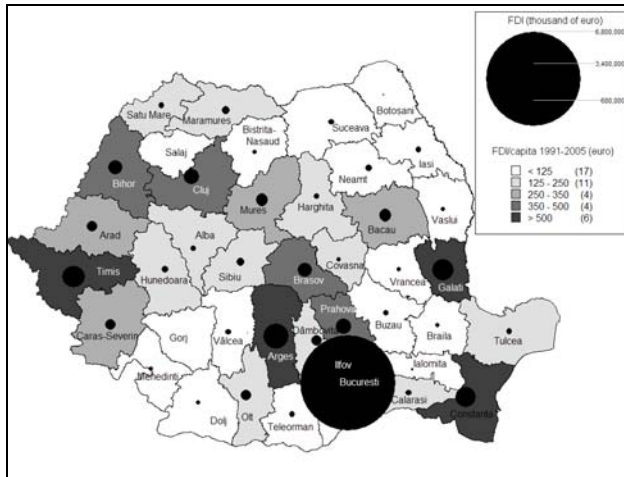 FDI (thousand of euro)
6,800,000
3,400,000
680,000
FDI/capita 1991-2005 (euro)
< 125 (17)
125 - 250 (11)
250 - 350 (4)
350 - 500 (4)
> 500 (6)
Botosani
Satu Mare
Maramures
Suceava
Bistrita-
Nasaud
Salaj
Iasi
Bihor
Cluj
Neamt
Mures
Harghita
Vaslui
Bacau
Arad
Alba
Timis
Hunedoara
Sibiu
Covasna
Brasov
Vrancea
Galati
Caras-Severin
Gorj
Vâlcea
Arges
Prahova
Dâmbovita
Buzau
Braila
Tulcea
Ilfov
Bucuresti
Ialomita
Mehedinti
Calarasi
Constanta
Dolj
Olt
Teleorman